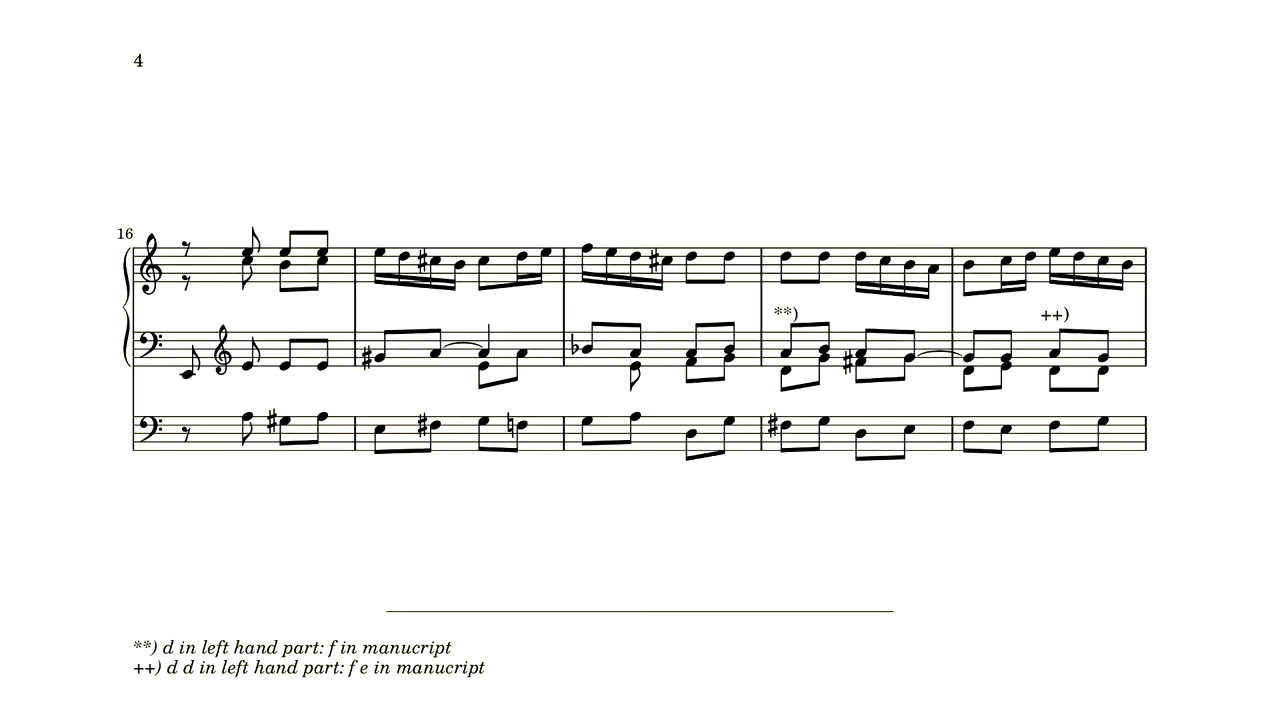 4
16
**)
++)
**) d in left hand part: f in manucript
++) d d in left hand part: f e in manucript